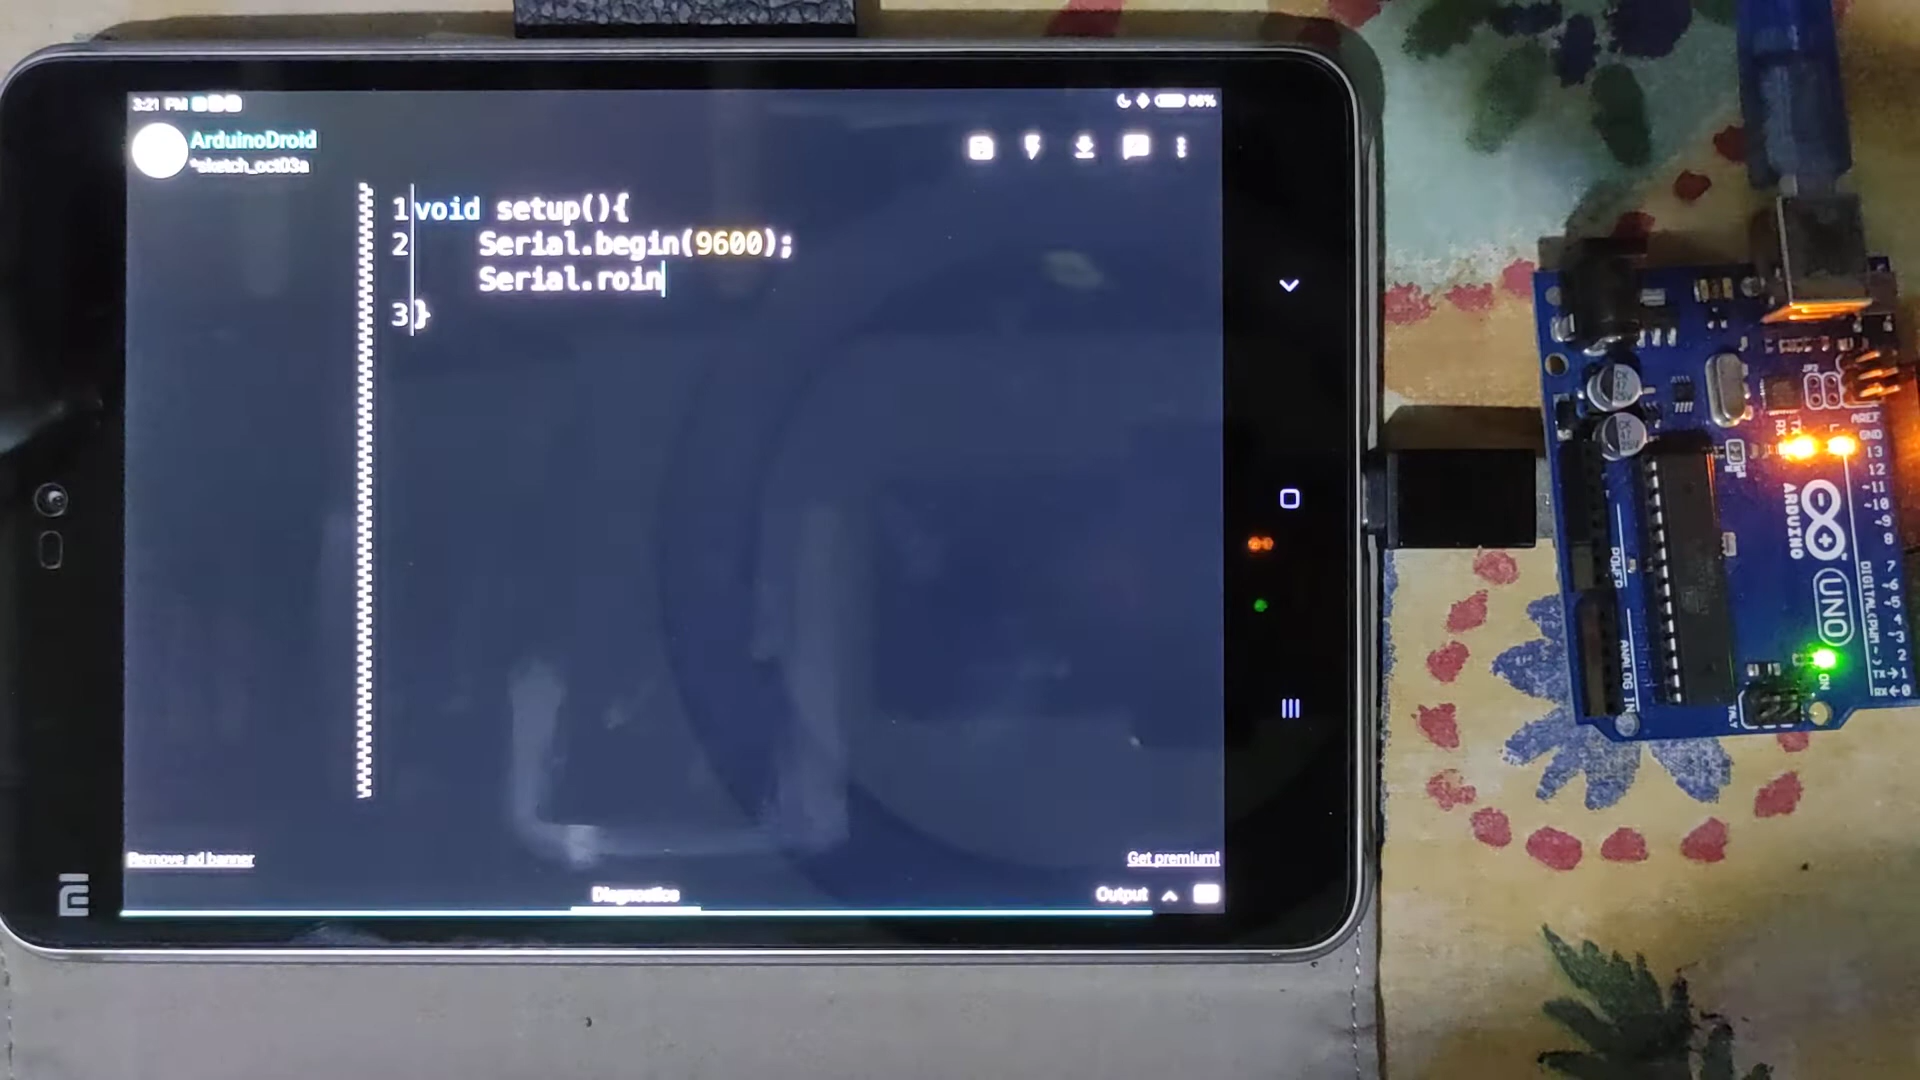 3:21 PM
86%
ArduinoDroid
*sketch_oct03a
1 void setup(){
2 Serial.begin(9600);
Serial.roin
3 }
Remove ad banner
Get premium!
Diagnostics
Output
mi
TX
RX
L
AREF
GND
13
12
~11
~10
~9
8
7
~6
~5
4
~3
2
TX→1
RX←0
ARDUINO
UNO
DIGITAL(PWM ~)
POWER
ANALOG IN
ON